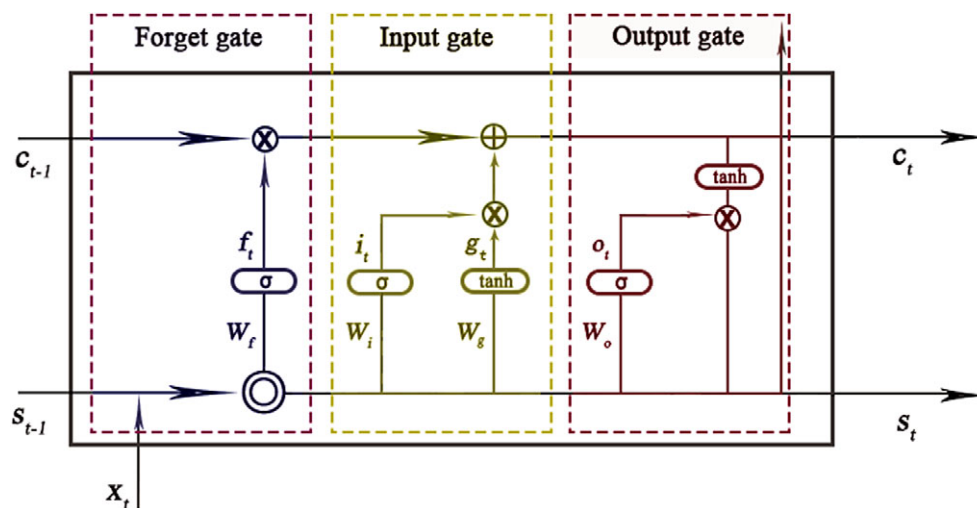 Forget gate
Input gate
Output gate
c_{t-1}
c_t
tanh
f_t
i_t
g_t
o_t
σ
σ
tanh
σ
W_f
W_i
W_g
W_o
s_{t-1}
s_t
x_t